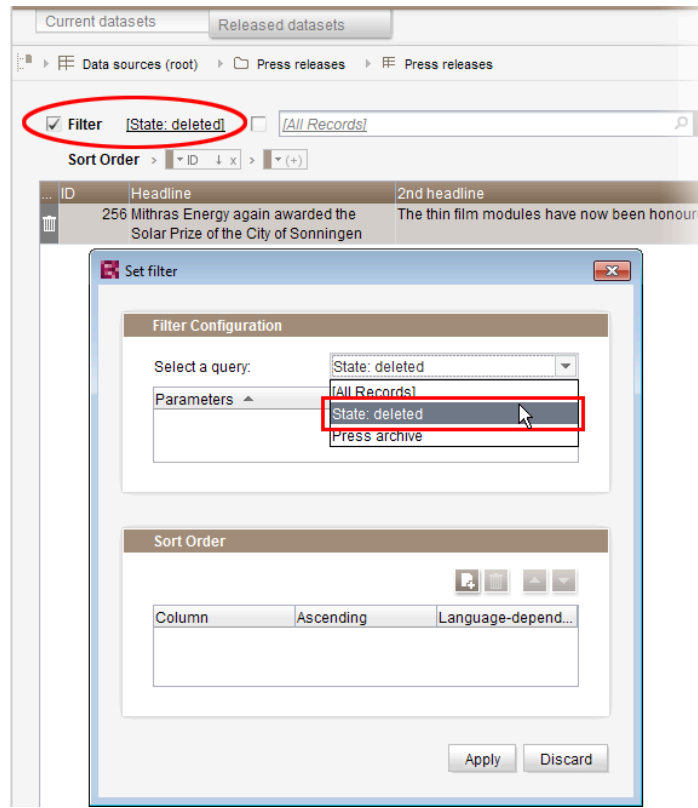 Current datasets Released datasets
Data sources (root) Press releases Press releases
Filter [State: deleted] [All Records]
Sort Order > ID ↓ x > (+)
... ID Headline 2nd headline
256 Mithras Energy again awarded the The thin film modules have now been honour
Solar Prize of the City of Sonningen
Set filter
Filter Configuration
Select a query: State: deleted
Parameters [All Records]
State: deleted
Press archive
Sort Order
Column Ascending Language-depend...
Apply Discard